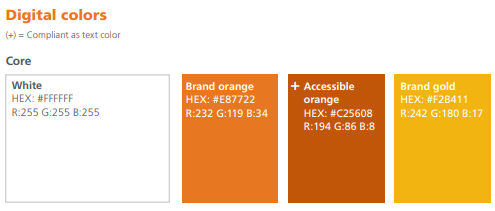 Digital colors
(+) = Compliant as text color
Core
White
HEX: #FFFFFF
R:255 G:255 B:255
Brand orange
HEX: #E87722
R:232 G:119 B:34
+ Accessible
orange
HEX: #C25608
R:194 G:86 B:8
Brand gold
HEX: #F2B411
R:242 G:180 B:17